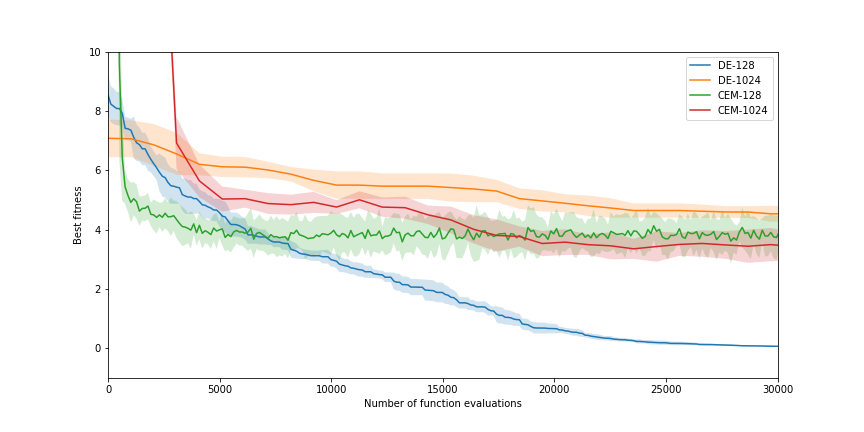 10
8
6
4
2
0
Best fitness
0 5000 10000 15000 20000 25000 30000
Number of function evaluations
DE-128
DE-1024
CEM-128
CEM-1024